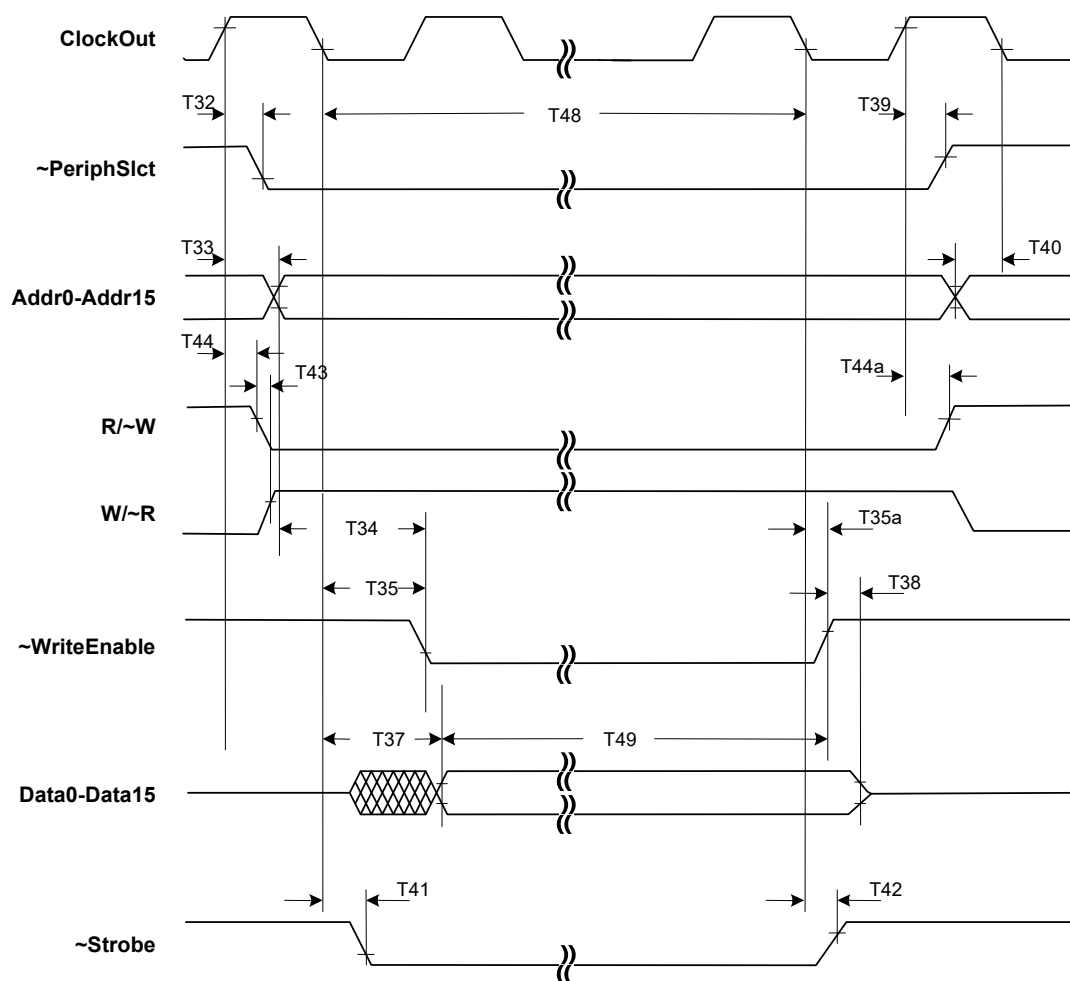 ClockOut
T32
T48
T39
~PeriphSlct
T33
T40
Addr0-Addr15
T44
T43
T44a
R/~W
W/~R
T34
T35a
T35
T38
~WriteEnable
T37
T49
Data0-Data15
T41
T42
~Strobe